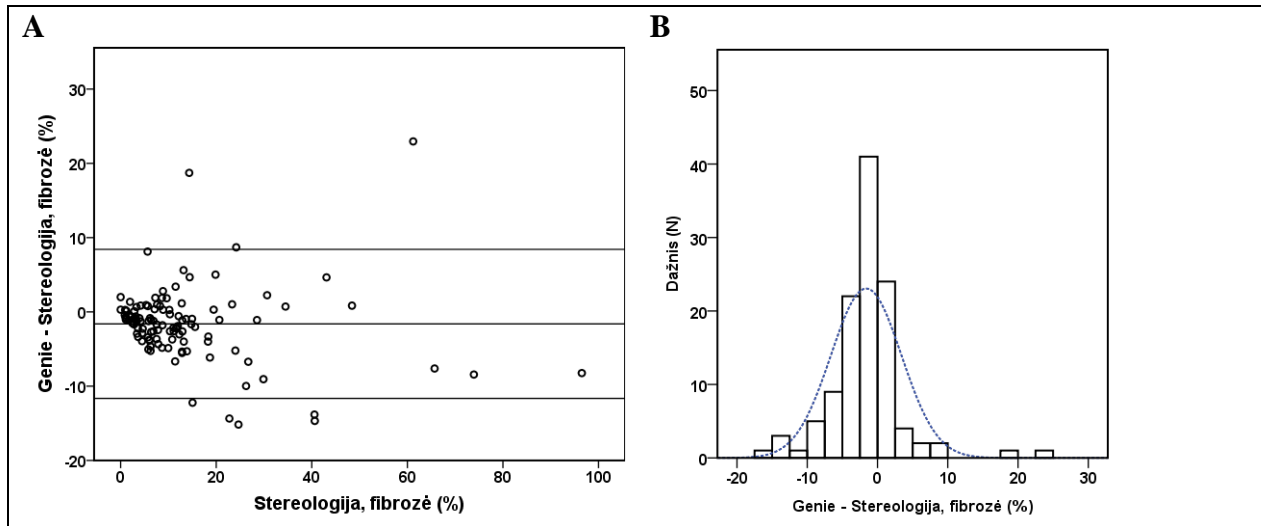 A
Genie - Stereologija, fibrozė (%)
30
20
10
0
-10
-20
0 20 40 60 80 100
Stereologija, fibrozė (%)
B
Dažnis (N)
50
40
30
20
10
0
-20 -10 0 10 20 30
Genie - Stereologija, fibrozė (%)